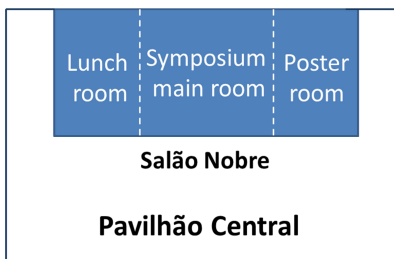 Lunch room
Symposium main room
Poster room
Salão Nobre
Pavilhão Central